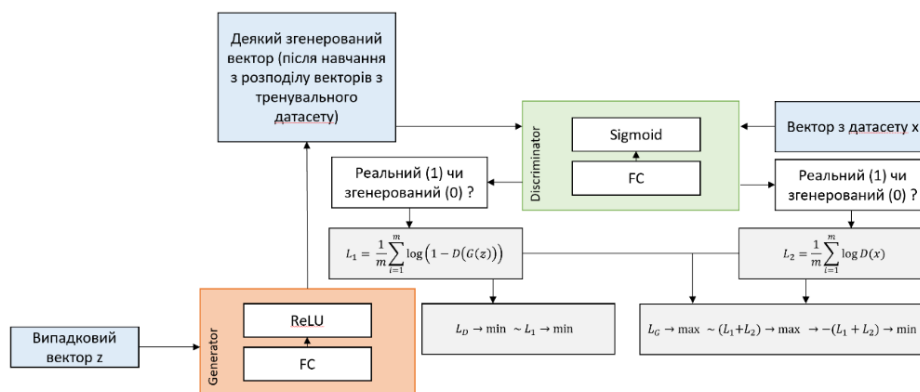 Деякий згенерований
вектор (після навчання
з розподілу векторів з
тренувального
датасету)
Discriminator
Sigmoid
FC
Вектор з датасету x
Реальний (1) чи
згенерований (0) ?
Реальний (1) чи
згенерований (0) ?
L₁ = 1/m ∑ᵢ₌₁ᵐ log(1 − D(G(z)))
L₂ = 1/m ∑ᵢ₌₁ᵐ log D(x)
L_D → min ~ L₁ → min
L_G → max ~ (L₁+L₂) → max → −(L₁ + L₂) → min
Generator
ReLU
FC
Випадковий
вектор z